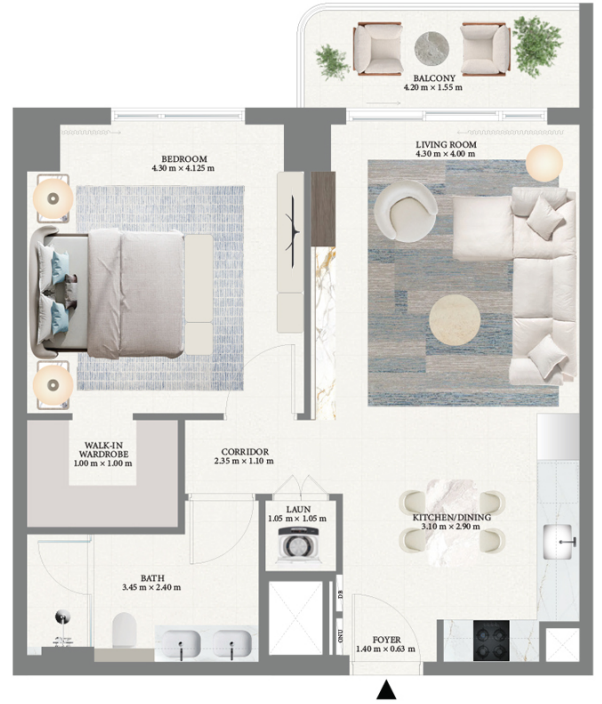 BALCONY
4.20 m × 1.55 m
LIVING ROOM
4.30 m × 4.00 m
BEDROOM
4.30 m × 4.125 m
WALK-IN
WARDROBE
1.00 m × 1.00 m
CORRIDOR
2.35 m × 1.10 m
LAUN
1.05 m × 1.05 m
KITCHEN/DINING
3.10 m × 2.90 m
BATH
3.45 m × 2.40 m
DB
FOYER
1.40 m × 0.63 m